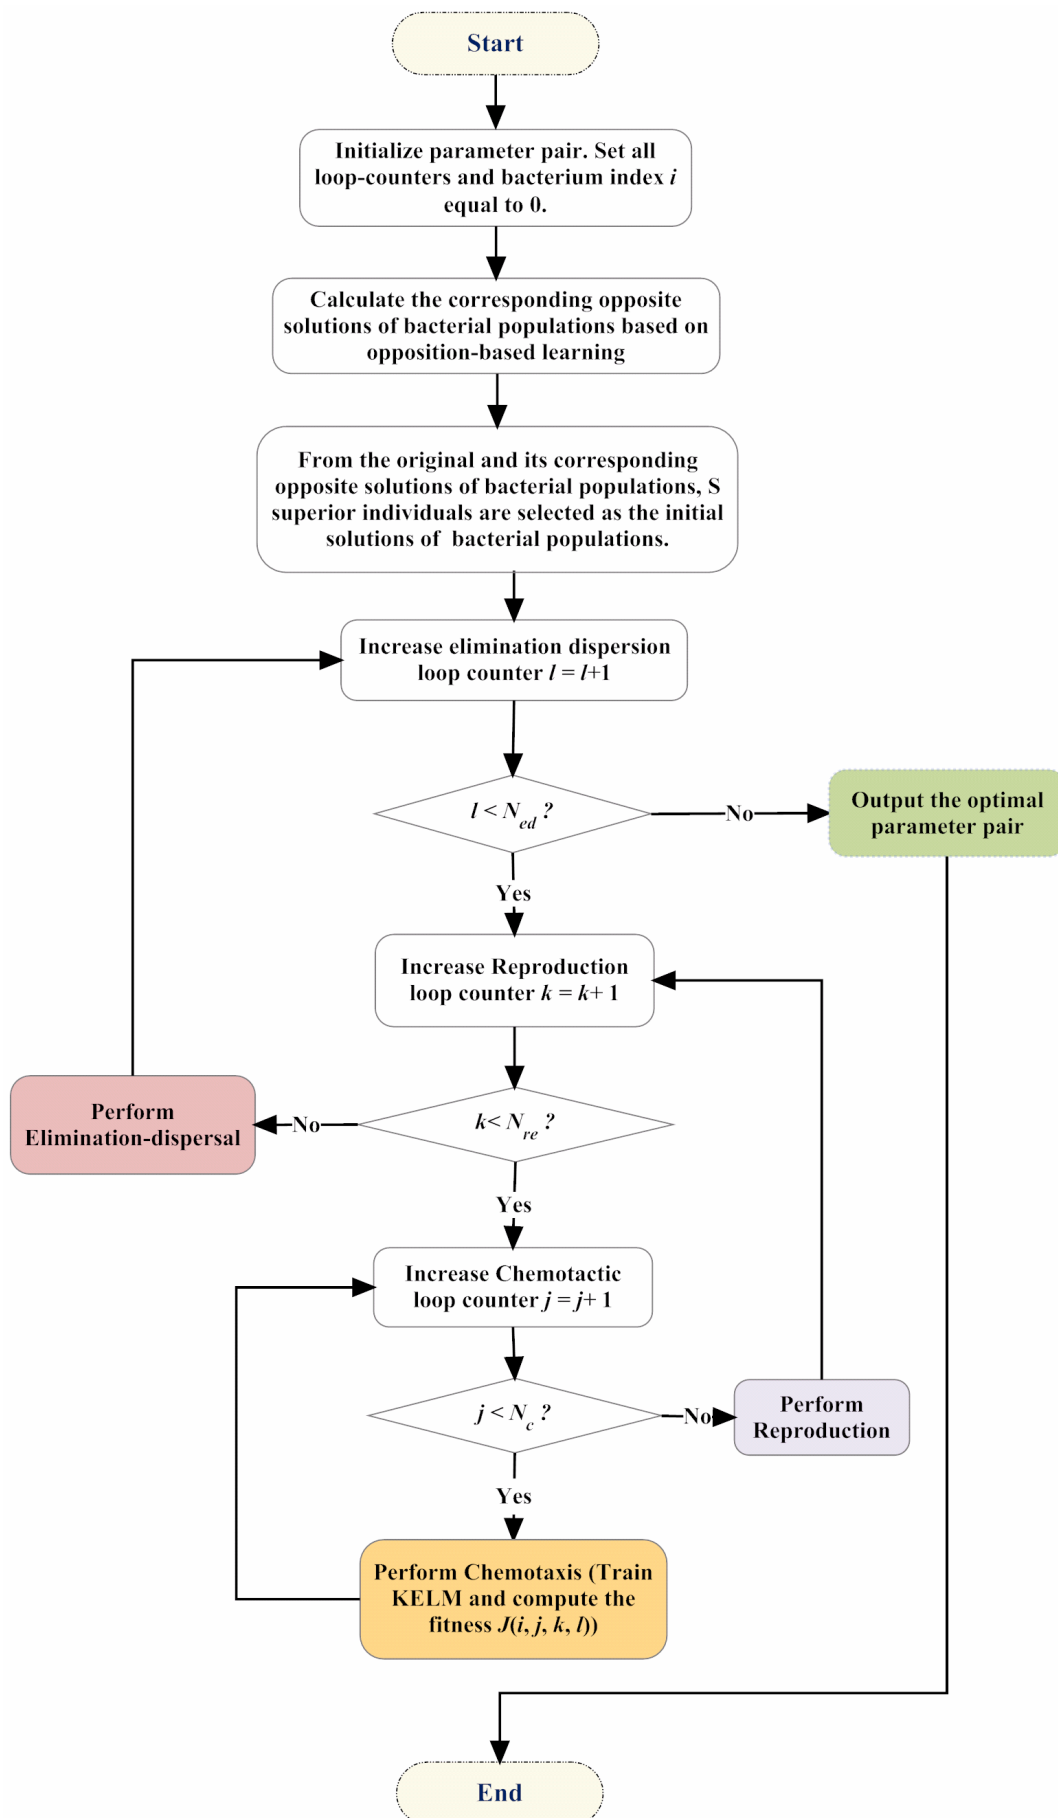 Start
Initialize parameter pair. Set all
loop-counters and bacterium index i
equal to 0.
Calculate the corresponding opposite
solutions of bacterial populations based on
opposition-based learning
From the original and its corresponding
opposite solutions of bacterial populations, S
superior individuals are selected as the initial
solutions of bacterial populations.
Increase elimination dispersion
loop counter l = l+1
l < N_ed ?
No
Output the optimal
parameter pair
Yes
Increase Reproduction
loop counter k = k+ 1
k< N_re ?
No
Perform
Elimination-dispersal
Yes
Increase Chemotactic
loop counter j = j+ 1
j < N_c ?
No
Perform
Reproduction
Yes
Perform Chemotaxis (Train
KELM and compute the
fitness J(i, j, k, l))
End